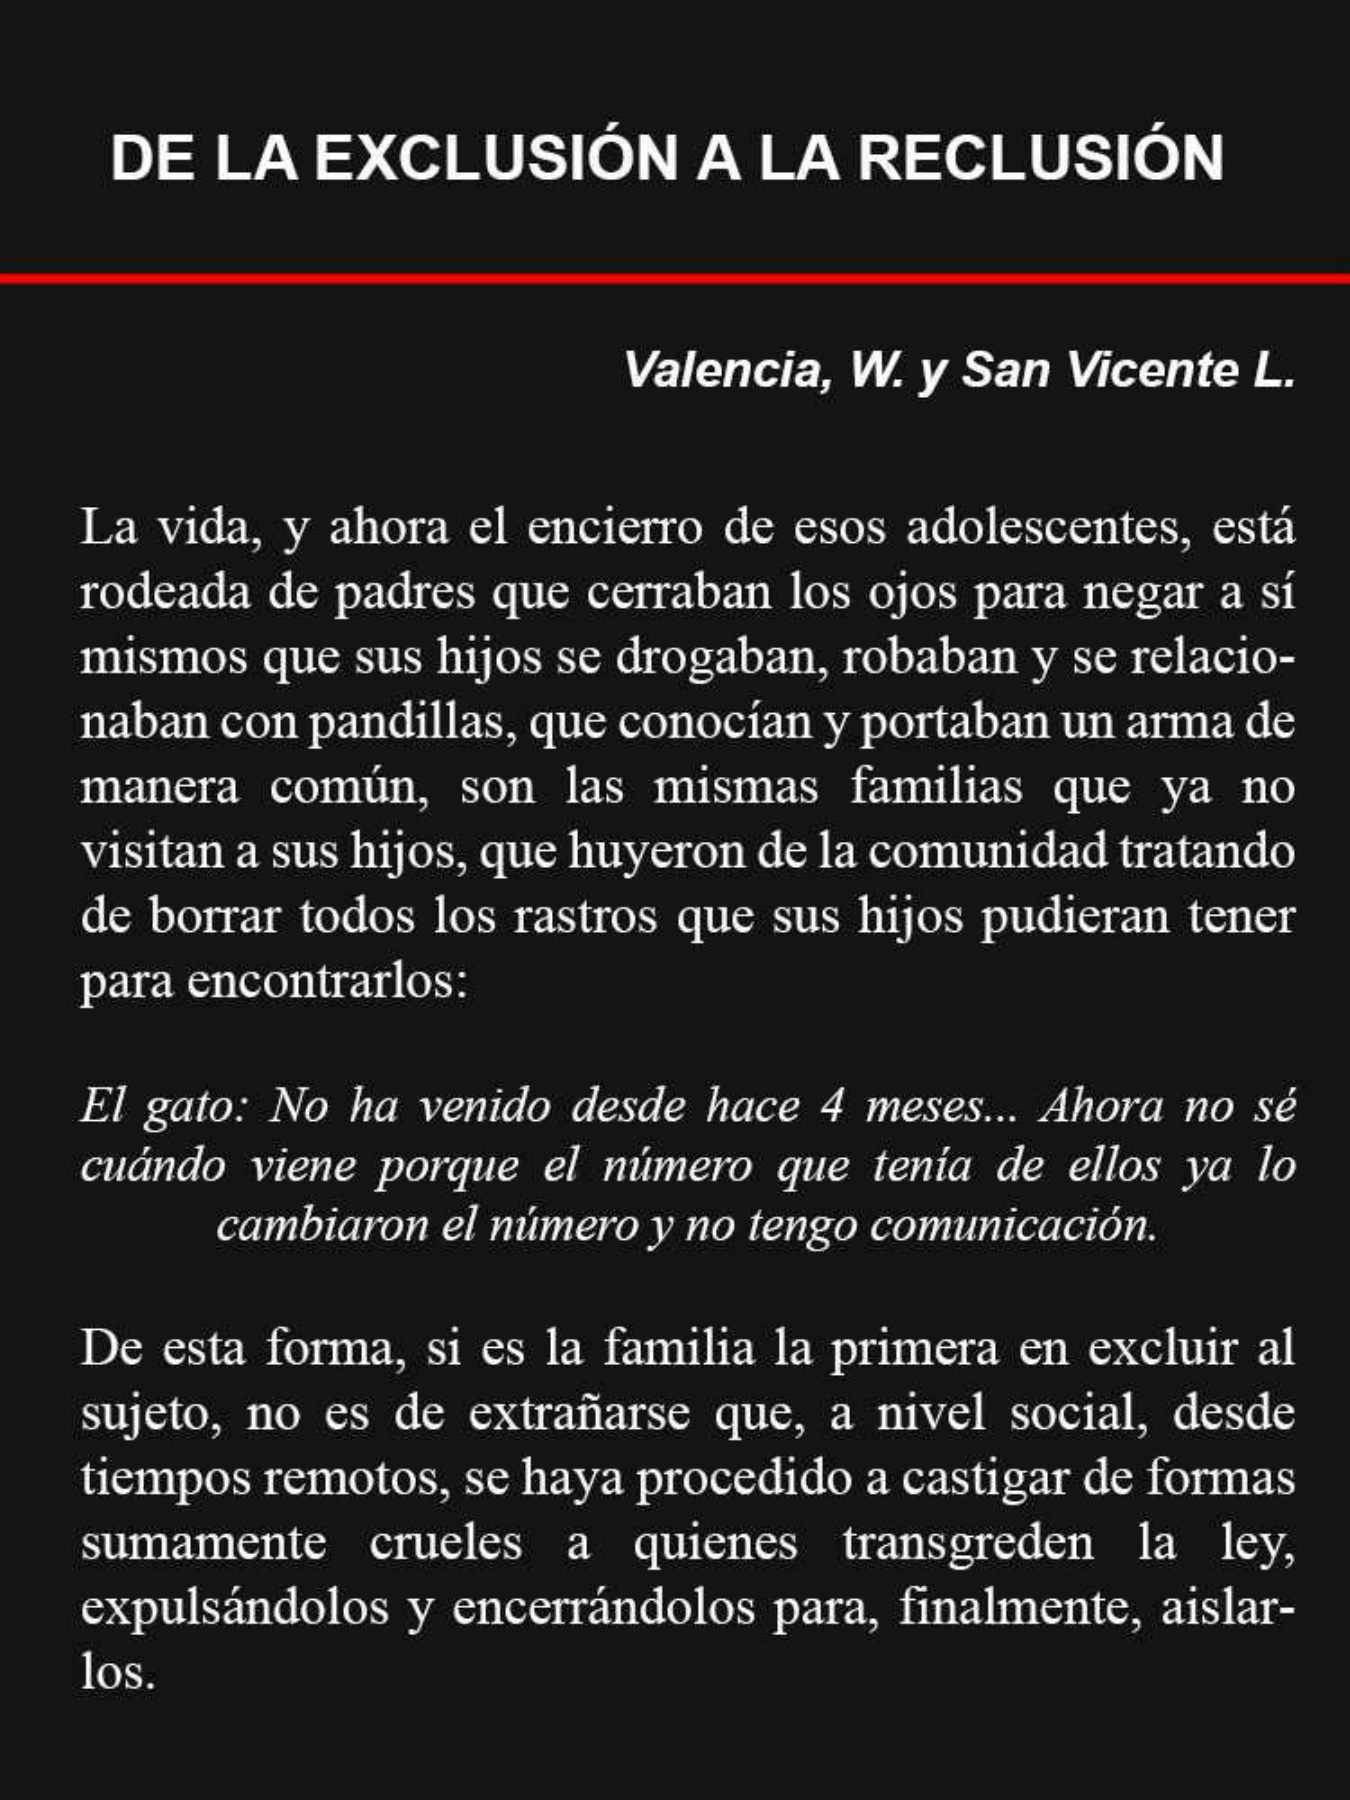 DE LA EXCLUSIÓN A LA RECLUSIÓN
Valencia, W. y San Vicente L.
La vida, y ahora el encierro de esos adolescentes, está
rodeada de padres que cerraban los ojos para negar a sí
mismos que sus hijos se drogaban, robaban y se relacio-
naban con pandillas, que conocían y portaban un arma de
manera común, son las mismas familias que ya no
visitan a sus hijos, que huyeron de la comunidad tratando
de borrar todos los rastros que sus hijos pudieran tener
para encontrarlos:
El gato: No ha venido desde hace 4 meses... Ahora no sé
cuándo viene porque el número que tenía de ellos ya lo
cambiaron el número y no tengo comunicación.
De esta forma, si es la familia la primera en excluir al
sujeto, no es de extrañarse que, a nivel social, desde
tiempos remotos, se haya procedido a castigar de formas
sumamente crueles a quienes transgreden la ley,
expulsándolos y encerrándolos para, finalmente, aislar-
los.